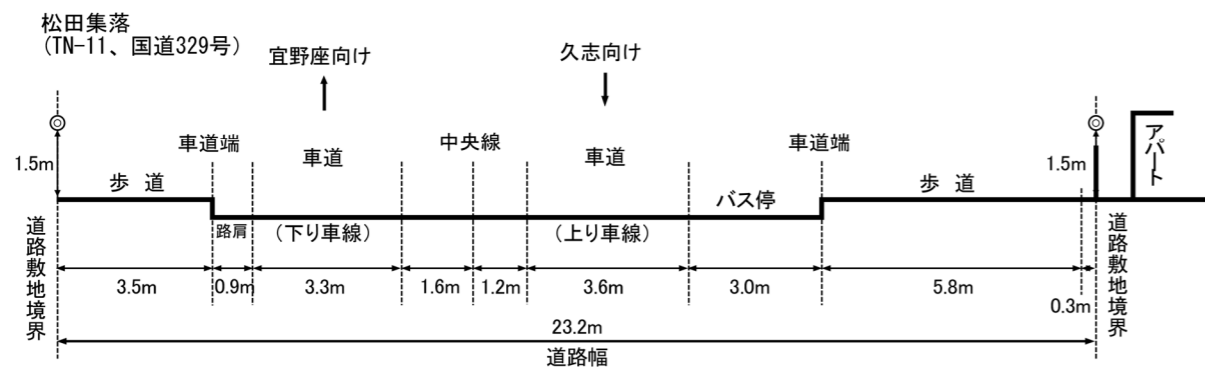 松田集落
(TN-11、国道329号)
宜野座向け
久志向け
1.5m
歩 道
車道端
車道
中央線
車道
車道端
バス停
歩 道
1.5m
アパート
路肩
(下り車線)
(上り車線)
道路敷地境界
3.5m
0.9m
3.3m
1.6m
1.2m
3.6m
3.0m
5.8m
0.3m
道路敷地境界
23.2m
道路幅